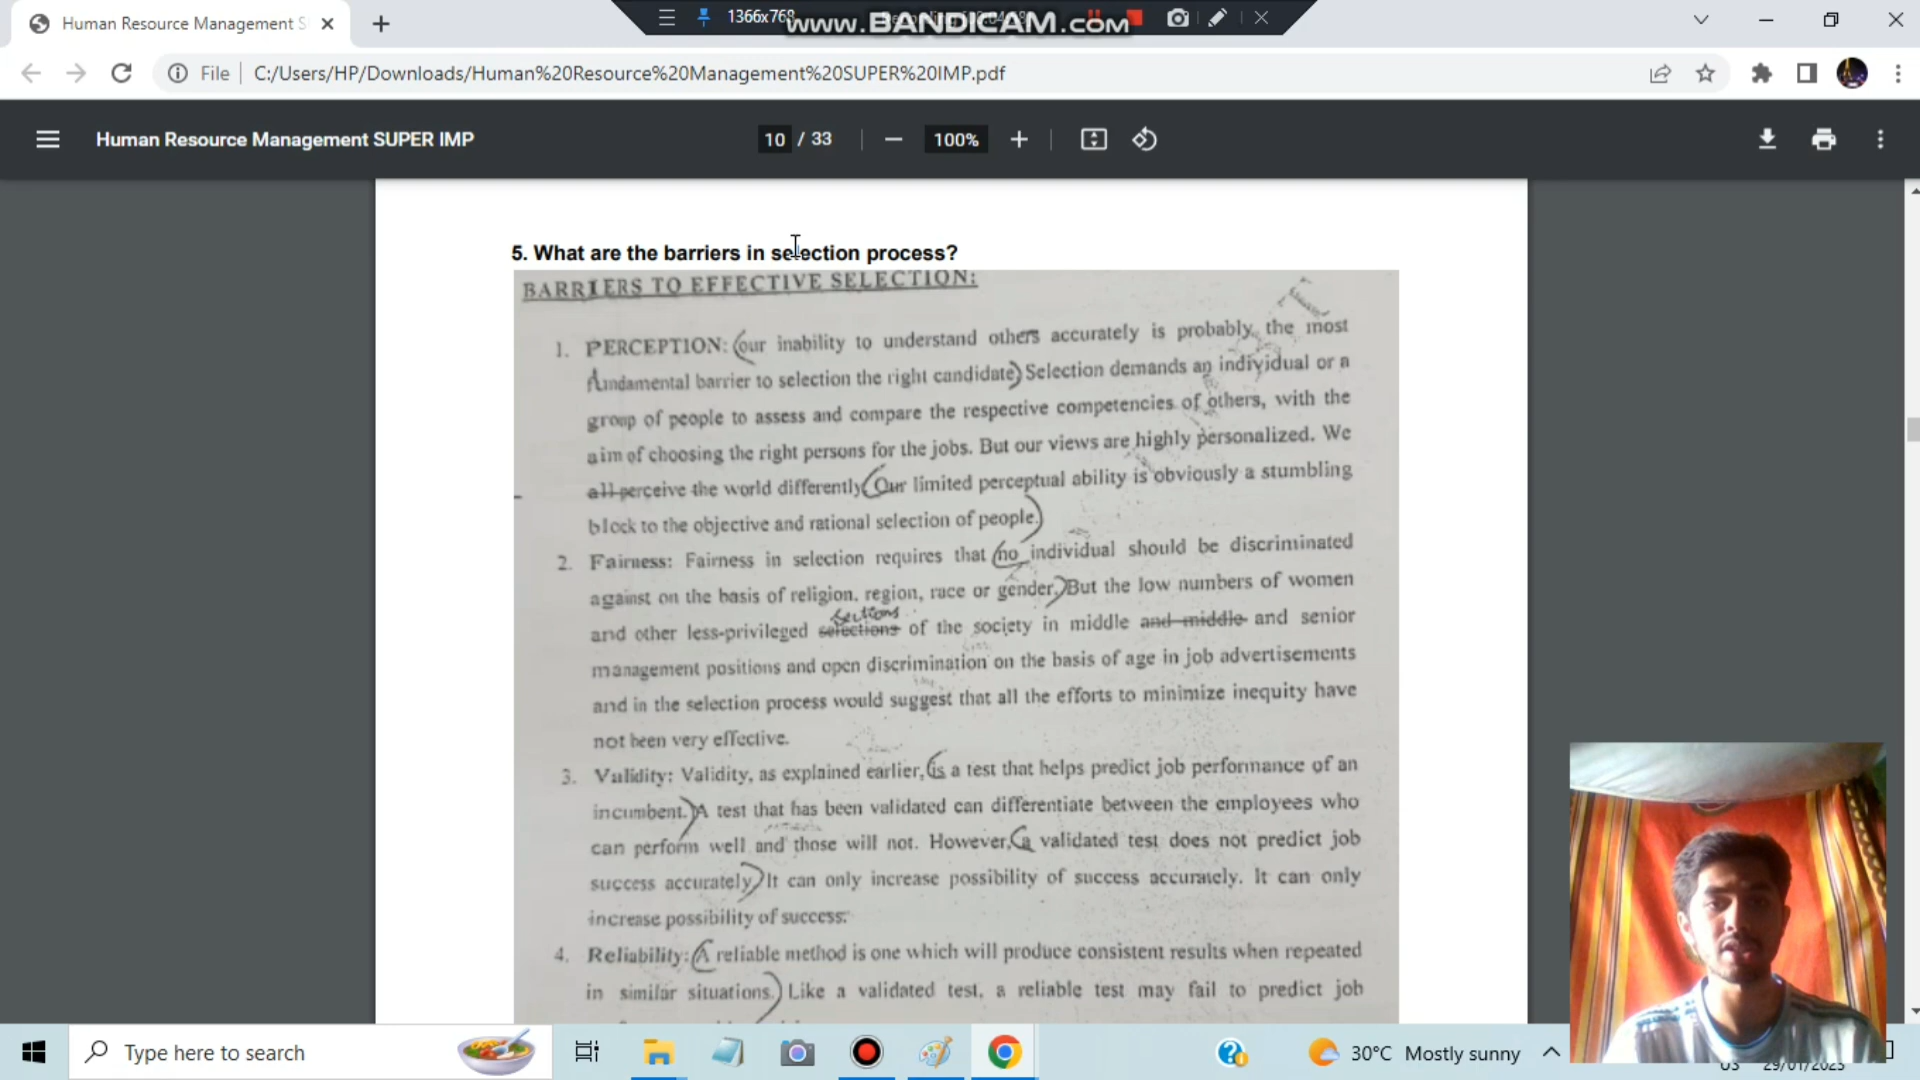 Human Resource Management S
1366x768
www.BANDICAM.com
File
C:/Users/HP/Downloads/Human%20Resource%20Management%20SUPER%20IMP.pdf
Human Resource Management SUPER IMP
10 / 33
100%
5. What are the barriers in selection process?
BARRIERS TO EFFECTIVE SELECTION:
1. PERCEPTION: (our inability to understand others accurately is probably the most
fundamental barrier to selection the right candidate) Selection demands an individual or a
group of people to assess and compare the respective competencies of others, with the
aim of choosing the right persons for the jobs. But our views are highly personalized. We
all perceive the world differently (Our limited perceptual ability is obviously a stumbling
block to the objective and rational selection of people.)
2. Fairness: Fairness in selection requires that (no individual should be discriminated
against on the basis of religion, region, race or gender.) But the low numbers of women
sections
and other less-privileged selections of the society in middle and middle and senior
management positions and open discrimination on the basis of age in job advertisements
and in the selection process would suggest that all the efforts to minimize inequity have
not been very effective.
3. Validity: Validity, as explained earlier, (is a test that helps predict job performance of an
incumbent.) A test that has been validated can differentiate between the employees who
can perform well and those will not. However, (a validated test does not predict job
success accurately) It can only increase possibility of success accurately. It can only
increase possibility of success.
4. Reliability: (A reliable method is one which will produce consistent results when repeated
in similar situations.) Like a validated test, a reliable test may fail to predict job
Type here to search
30°C Mostly sunny
29/01/2023